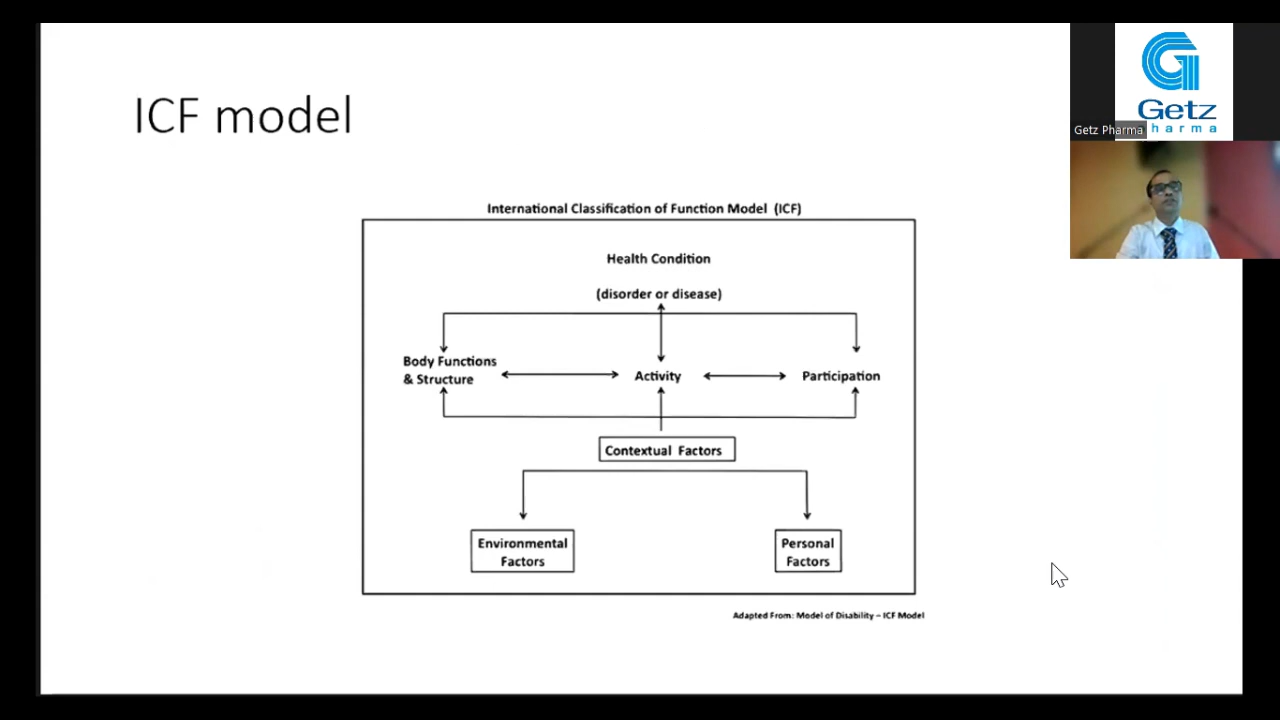 ICF model
International Classification of Function Model (ICF)
Health Condition
(disorder or disease)
Body Functions
& Structure
Activity
Participation
Contextual Factors
Environmental
Factors
Personal
Factors
Adapted From: Model of Disability – ICF Model
Getz
harma
Getz Pharma